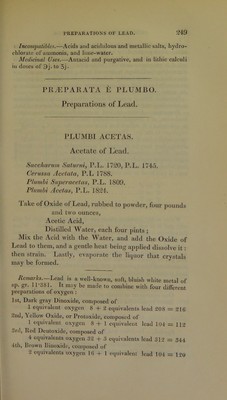 PREPARATIONS OF LEAD. 249
Incompatibles.—Acids and acidulous and metallic salts, hydro-
chlorate of ammonia, and lime-water.
Medicinal Uses.—Antacid and purgative, and in lithic calculi
in doses of ℈j. to ʒj.
PRÆPARATA È PLUMBO.
Preparations of Lead.
PLUMBI ACETAS.
Acetate of Lead.
Saccharum Saturni, P.L. 1720, P.L. 1745.
Cerussa Acetata, P.L 1788.
Plumbi Superacetas, P.L. 1809.
Plumbi Acetas, P.L. 1824.
Take of Oxide of Lead, rubbed to powder, four pounds
and two ounces,
Acetic Acid,
Distilled Water, each four pints;
Mix the Acid with the Water, and add the Oxide of
Lead to them, and a gentle heat being applied dissolve it:
then strain. Lastly, evaporate the liquor that crystals
may be formed.
Remarks.—Lead is a well-known, soft, bluish white metal of
sp. gr. 11·381. It may be made to combine with four different
preparations of oxygen:
1st, Dark gray Dinoxide, composed of
1 equivalent oxygen 8 + 2 equivalents lead 208 = 216
2nd, Yellow Oxide, or Protoxide, composed of
1 equivalent oxygen 8 + 1 equivalent lead 104 = 112
3rd, Red Deutoxide, composed of
4 equivalents oxygen 32 + 3 equivalents lead 312 = 344
4th, Brown Binoxide, composed of
2 equivalents oxygen 16 + 1 equivalent lead 104 = 120